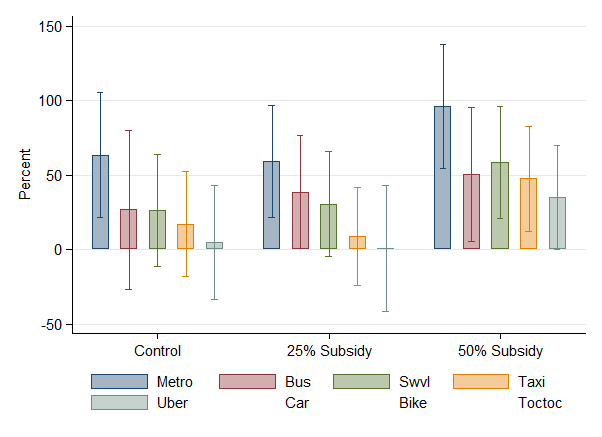 150
100
50
0
-50
Percent
Control 25% Subsidy 50% Subsidy
Metro Bus Swvl Taxi
Uber Car Bike Toctoc